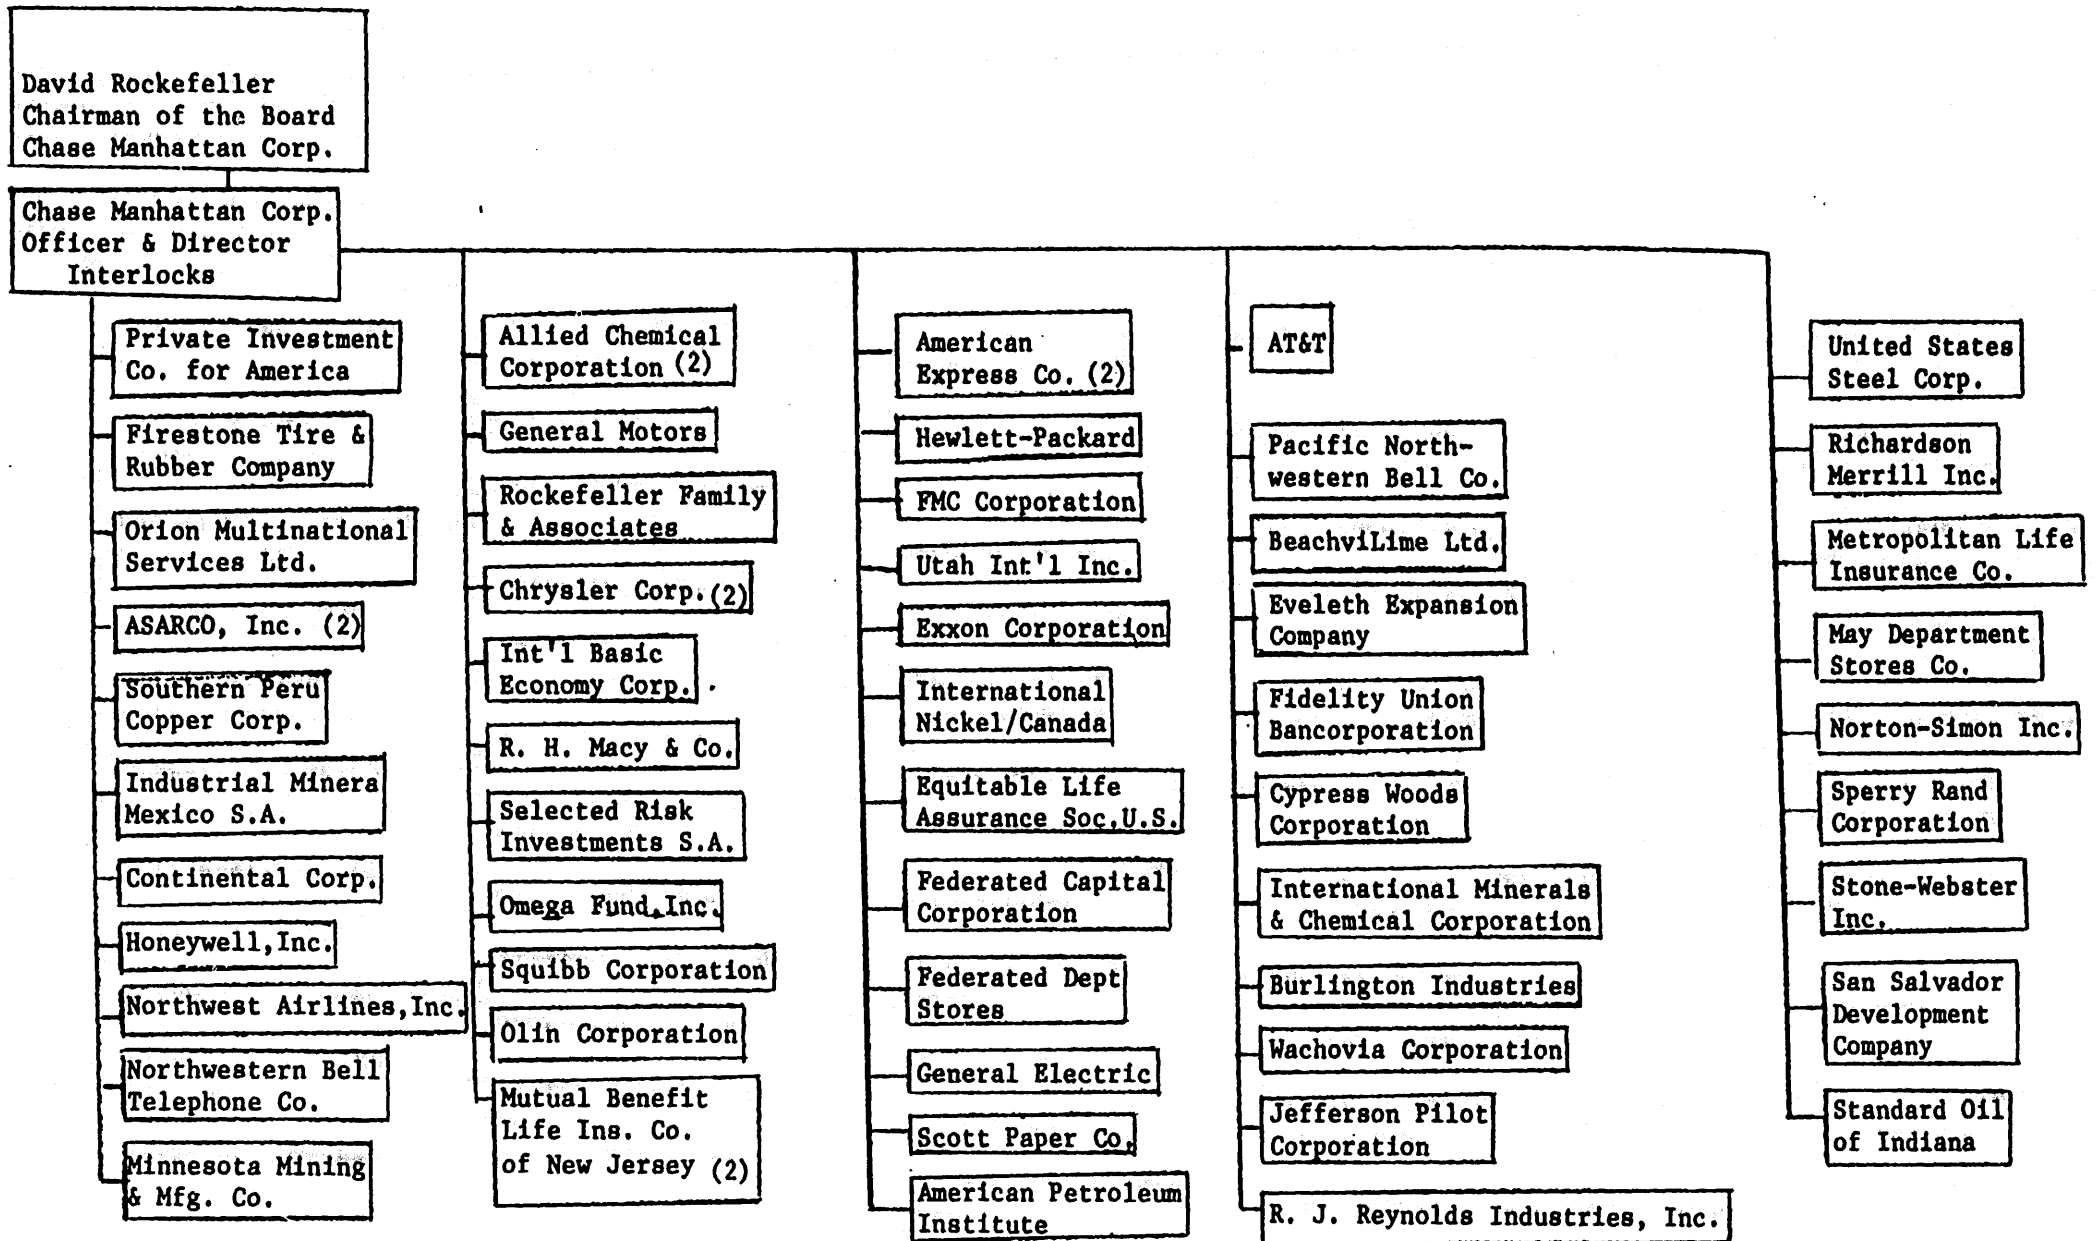 David Rockefeller
Chairman of the Board
Chase Manhattan Corp.
Chase Manhattan Corp.
Officer & Director
Interlocks
Private Investment
Co. for America
Firestone Tire &
Rubber Company
Orion Multinational
Services Ltd.
ASARCO, Inc. (2)
Southern Peru
Copper Corp.
Industrial Minera
Mexico S.A.
Continental Corp.
Honeywell,Inc.
Northwest Airlines,Inc.
Northwestern Bell
Telephone Co.
Minnesota Mining
& Mfg. Co.
Allied Chemical
Corporation (2)
General Motors
Rockefeller Family
& Associates
Chrysler Corp. (2)
Int'l Basic
Economy Corp.
R. H. Macy & Co.
Selected Risk
Investments S.A.
Omega Fund,Inc.
Squibb Corporation
Olin Corporation
Mutual Benefit
Life Ins. Co.
of New Jersey (2)
American
Express Co. (2)
Hewlett-Packard
FMC Corporation
Utah Int'l Inc.
Exxon Corporation
International
Nickel/Canada
Equitable Life
Assurance Soc.U.S.
Federated Capital
Corporation
Federated Dept
Stores
General Electric
Scott Paper Co.
American Petroleum
Institute
AT&T
Pacific North-
western Bell Co.
BeachviLime Ltd.
Eveleth Expansion
Company
Fidelity Union
Bancorporation
Cypress Woods
Corporation
International Minerals
& Chemical Corporation
Burlington Industries
Wachovia Corporation
Jefferson Pilot
Corporation
R. J. Reynolds Industries, Inc.
United States
Steel Corp.
Richardson
Merrill Inc.
Metropolitan Life
Insurance Co.
May Department
Stores Co.
Norton-Simon Inc.
Sperry Rand
Corporation
Stone-Webster
Inc.
San Salvador
Development
Company
Standard Oil
of Indiana